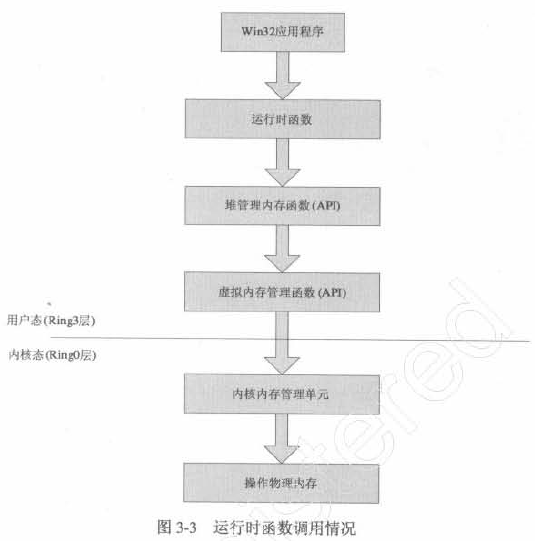 Win32应用程序
运行时函数
堆管理内存函数(API)
虚拟内存管理函数(API)
用户态(Ring3层)
内核态(Ring0层)
内核内存管理单元
操作物理内存
图 3-3 运行时函数调用情况